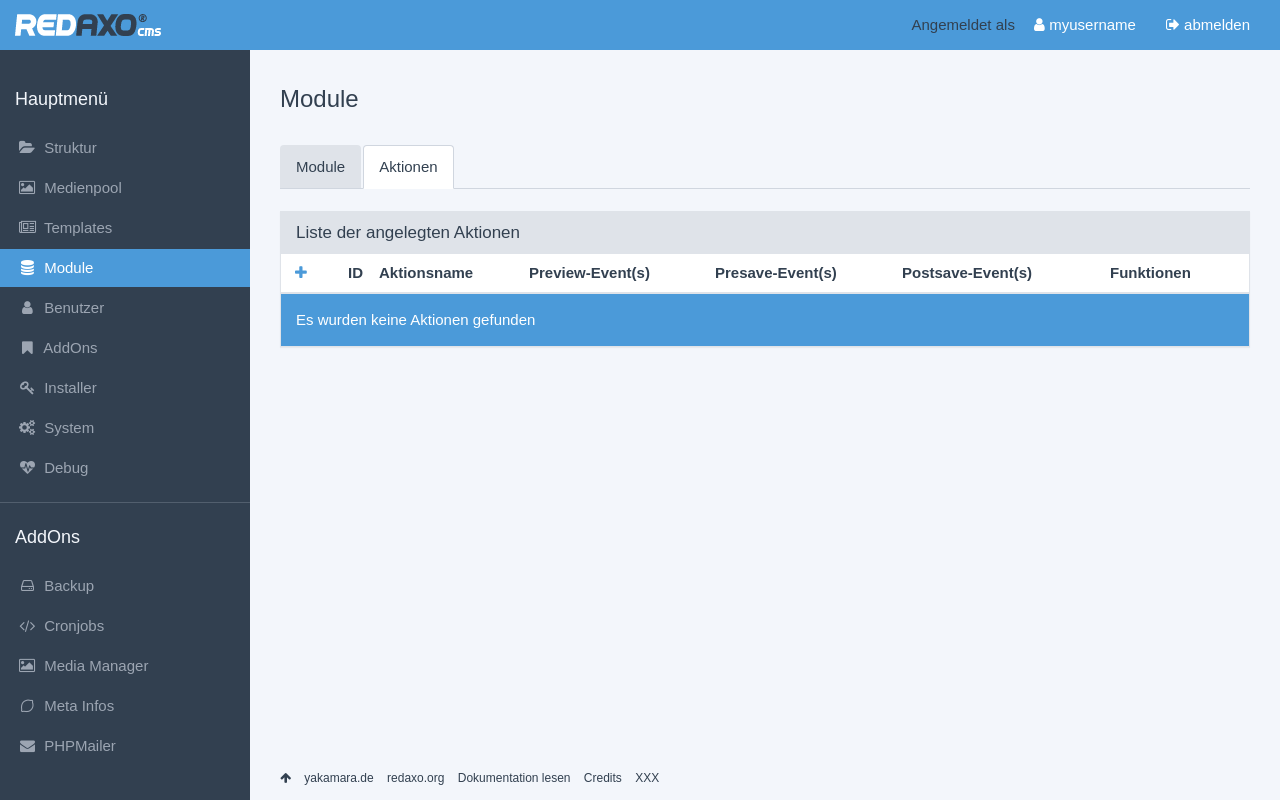 REDAXO® cms
Angemeldet als myusername abmelden
Hauptmenü
Struktur
Medienpool
Templates
Module
Benutzer
AddOns
Installer
System
Debug
AddOns
Backup
Cronjobs
Media Manager
Meta Infos
PHPMailer
Module
Module Aktionen
Liste der angelegten Aktionen
ID Aktionsname Preview-Event(s) Presave-Event(s) Postsave-Event(s) Funktionen
Es wurden keine Aktionen gefunden
yakamara.de redaxo.org Dokumentation lesen Credits XXX